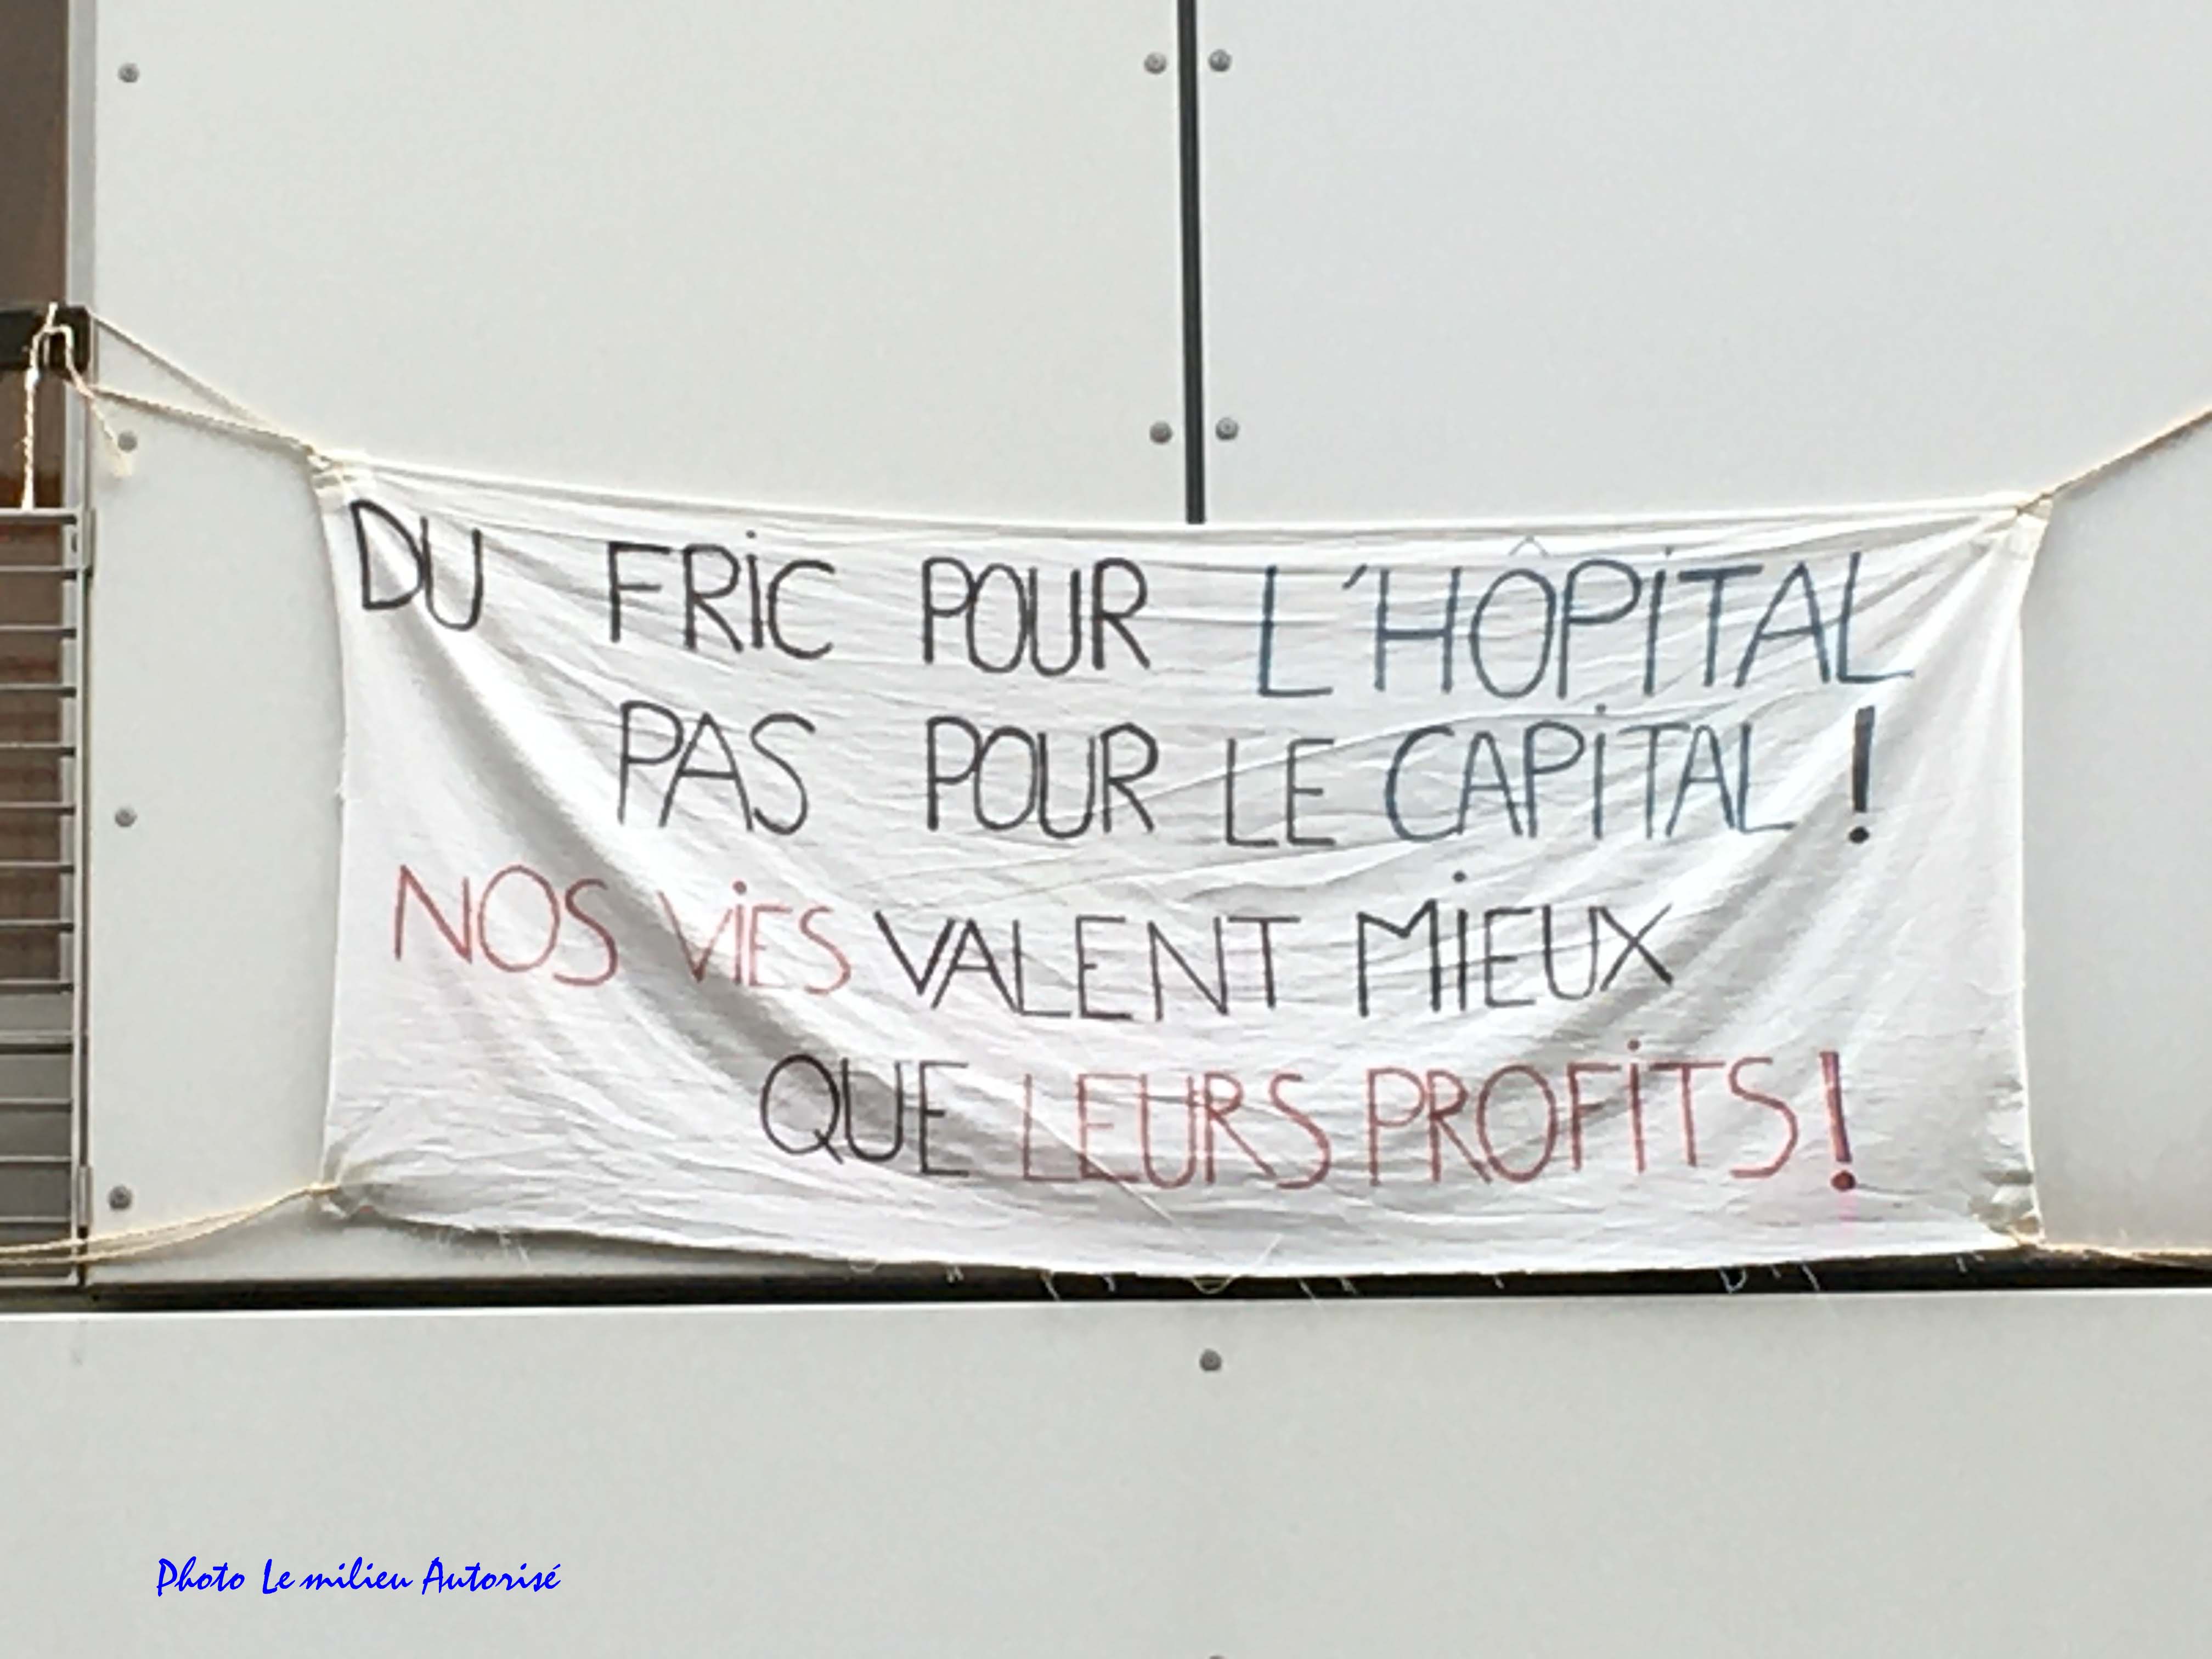 DU FRIC POUR L'HÔPITAL
PAS POUR LE CAPITAL !
NOS VIES VALENT MIEUX
QUE LEURS PROFITS !
Photo Le milieu Autorisé